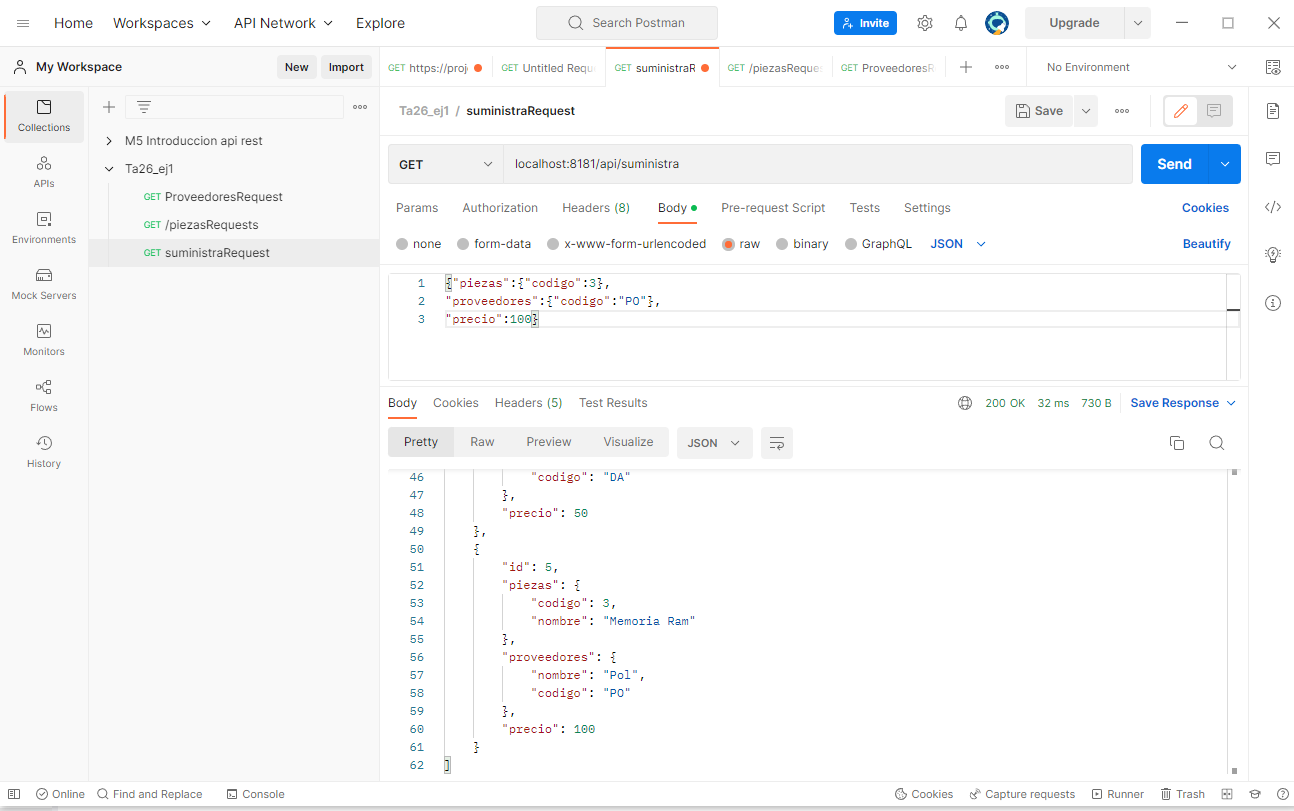 Home Workspaces API Network Explore Search Postman Invite Upgrade
My Workspace New Import
GET https://proj GET Untitled Requ GET suministraR GET /piezasReques GET ProveedoresR No Environment
Collections
APIs
Environments
Mock Servers
Monitors
Flows
History
M5 Introduccion api rest
Ta26_ej1
GET ProveedoresRequest
GET /piezasRequests
GET suministraRequest
Ta26_ej1 / suministraRequest Save
GET localhost:8181/api/suministra Send
Params Authorization Headers (8) Body Pre-request Script Tests Settings Cookies
none form-data x-www-form-urlencoded raw binary GraphQL JSON Beautify
1 {"piezas":{"codigo":3},
2 "proveedores":{"codigo":"PO"},
3 "precio":100}
Body Cookies Headers (5) Test Results 200 OK 32 ms 730 B Save Response
Pretty Raw Preview Visualize JSON
46 "codigo": "DA"
47 },
48 "precio": 50
49 },
50 {
51 "id": 5,
52 "piezas": {
53 "codigo": 3,
54 "nombre": "Memoria Ram"
55 },
56 "proveedores": {
57 "nombre": "Pol",
58 "codigo": "PO"
59 },
60 "precio": 100
61 }
62 ]
Online Find and Replace Console Cookies Capture requests Runner Trash